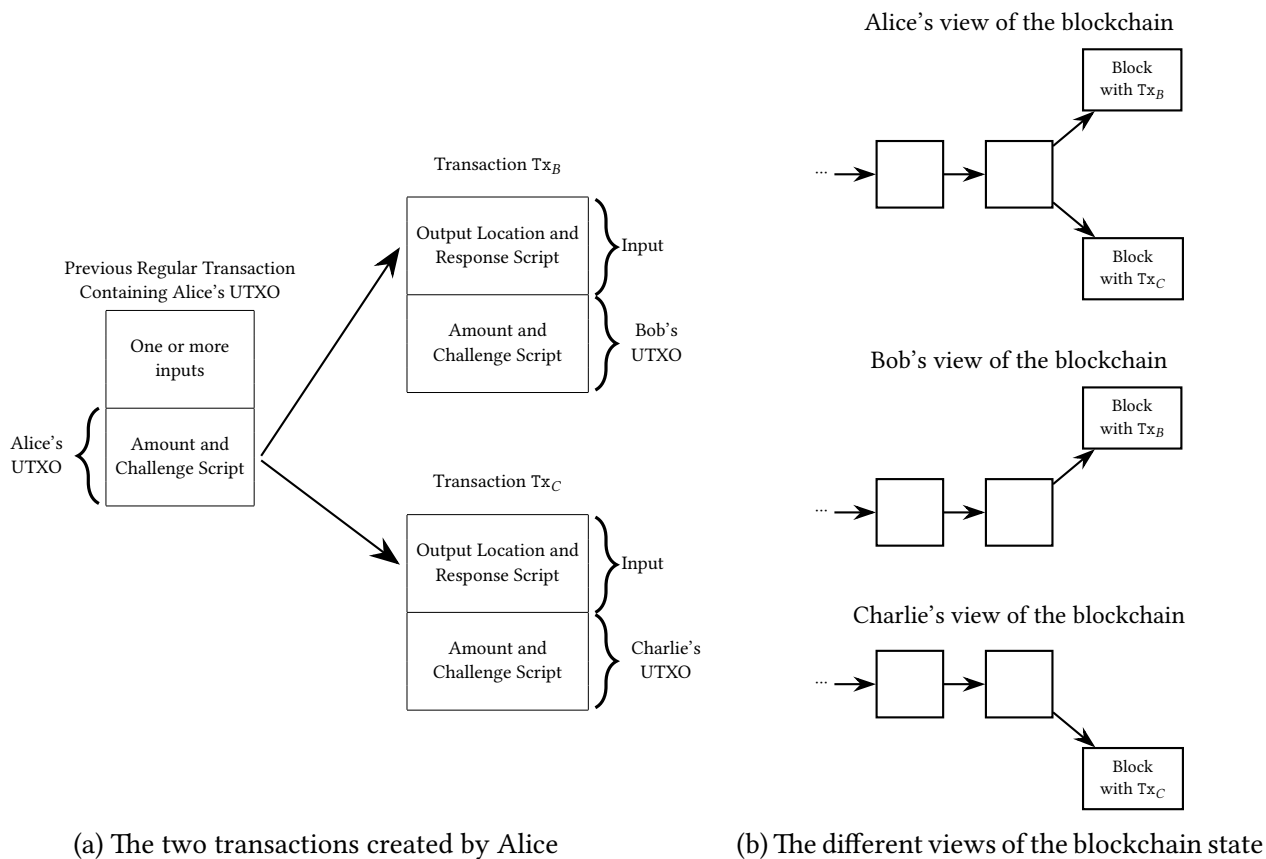 Previous Regular Transaction
Containing Alice's UTXO
One or more
inputs
Alice's
UTXO
Amount and
Challenge Script
Transaction Tx_B
Output Location and
Response Script
Input
Amount and
Challenge Script
Bob's
UTXO
Transaction Tx_C
Output Location and
Response Script
Input
Amount and
Challenge Script
Charlie's
UTXO
(a) The two transactions created by Alice
Alice's view of the blockchain
...
Block
with Tx_B
Block
with Tx_C
Bob's view of the blockchain
...
Block
with Tx_B
Charlie's view of the blockchain
...
Block
with Tx_C
(b) The different views of the blockchain state